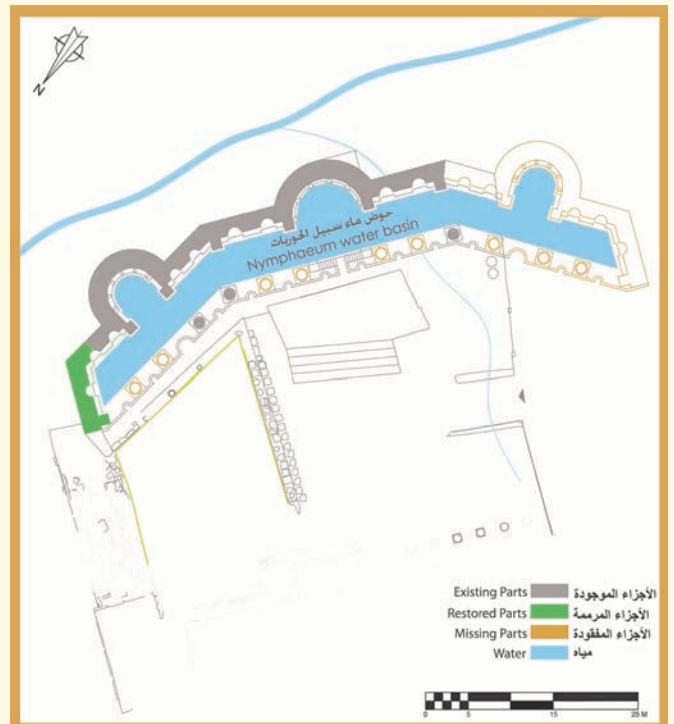 N
حوض ماء سبيل الحوريات
Nymphaeum water basin
Existing Parts الأجزاء الموجودة
Restored Parts الأجزاء المرممة
Missing Parts الأجزاء المفقودة
Water مياه
0 5 15 25 M